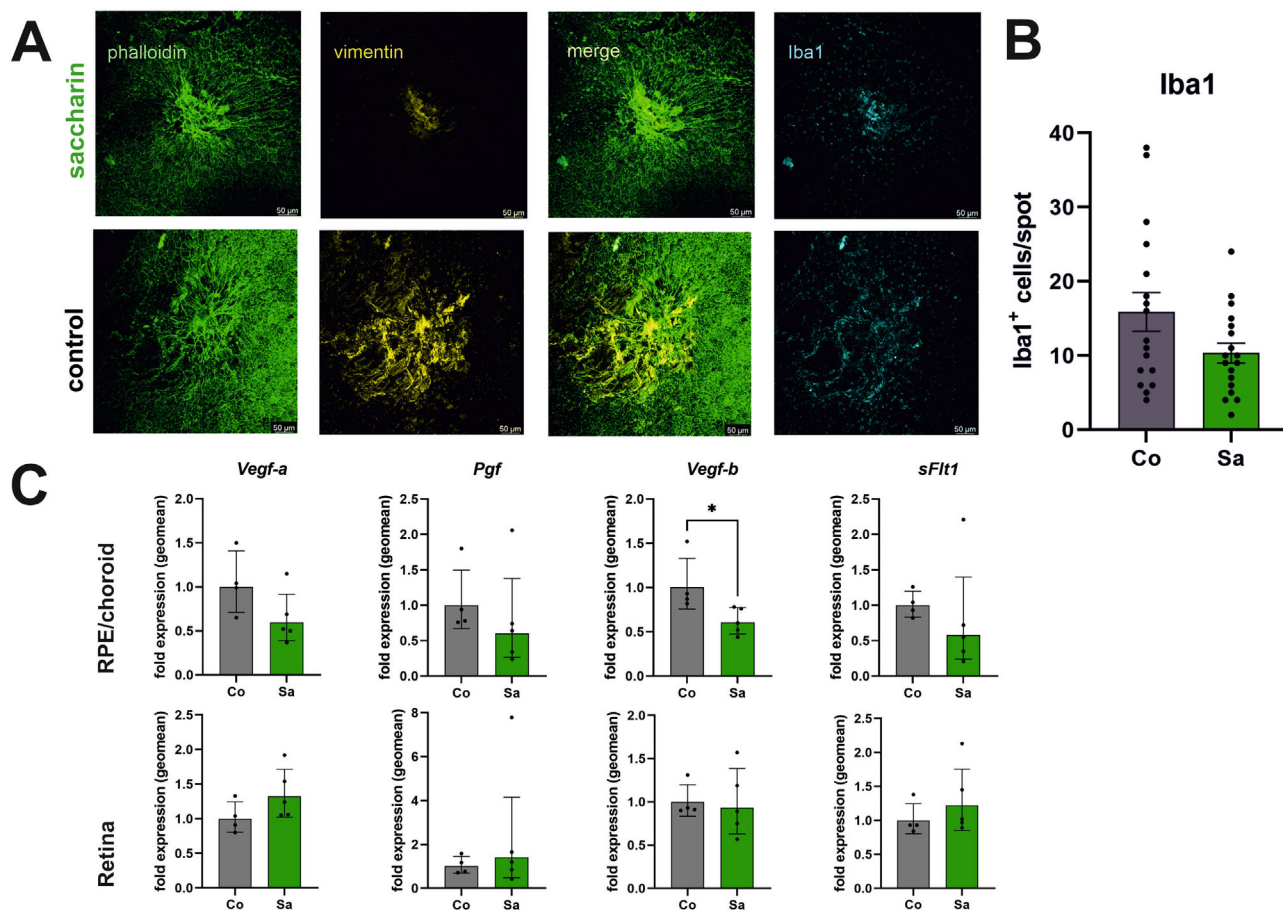 A
saccharin
phalloidin
vimentin
merge
Iba1
50 µm
50 µm
50 µm
50 µm
control
50 µm
50 µm
50 µm
50 µm
B
Iba1
Iba1+ cells/spot
40
30
20
10
0
Co Sa
C
Vegf-a
Pgf
Vegf-b
sFlt1
RPE/choroid
fold expression (geomean)
2.0
1.5
1.0
0.5
0.0
Co Sa
fold expression (geomean)
2.5
2.0
1.5
1.0
0.5
0.0
Co Sa
fold expression (geomean)
2.0
1.5
1.0
0.5
0.0
*
Co Sa
fold expression (geomean)
2.5
2.0
1.5
1.0
0.5
0.0
Co Sa
Retina
fold expression (geomean)
2.5
2.0
1.5
1.0
0.5
0.0
Co Sa
fold expression (geomean)
8
6
4
2
0
Co Sa
fold expression (geomean)
2.0
1.5
1.0
0.5
0.0
Co Sa
fold expression (geomean)
2.5
2.0
1.5
1.0
0.5
0.0
Co Sa